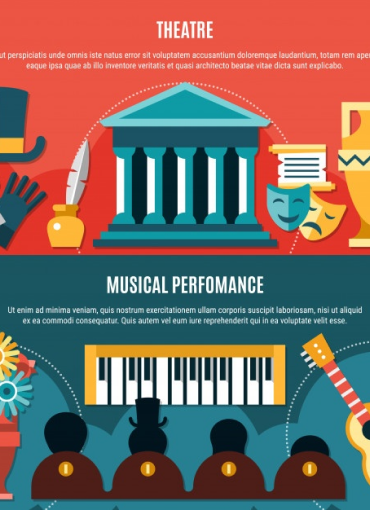 THEATRE
ut perspiciatis unde omnis iste natus error sit voluptatem accusantium doloremque laudantium, totam rem aper
eaque ipsa quae ab illo inventore veritatis et quasi architecto beatae vitae dicta sunt explicabo.
MUSICAL PERFOMANCE
Ut enim ad minima veniam, quis nostrum exercitationem ullam corporis suscipit laboriosam, nisi ut aliquid
ex ea commodi consequatur. Quis autem vel eum iure reprehenderit qui in ea voluptate velit esse.